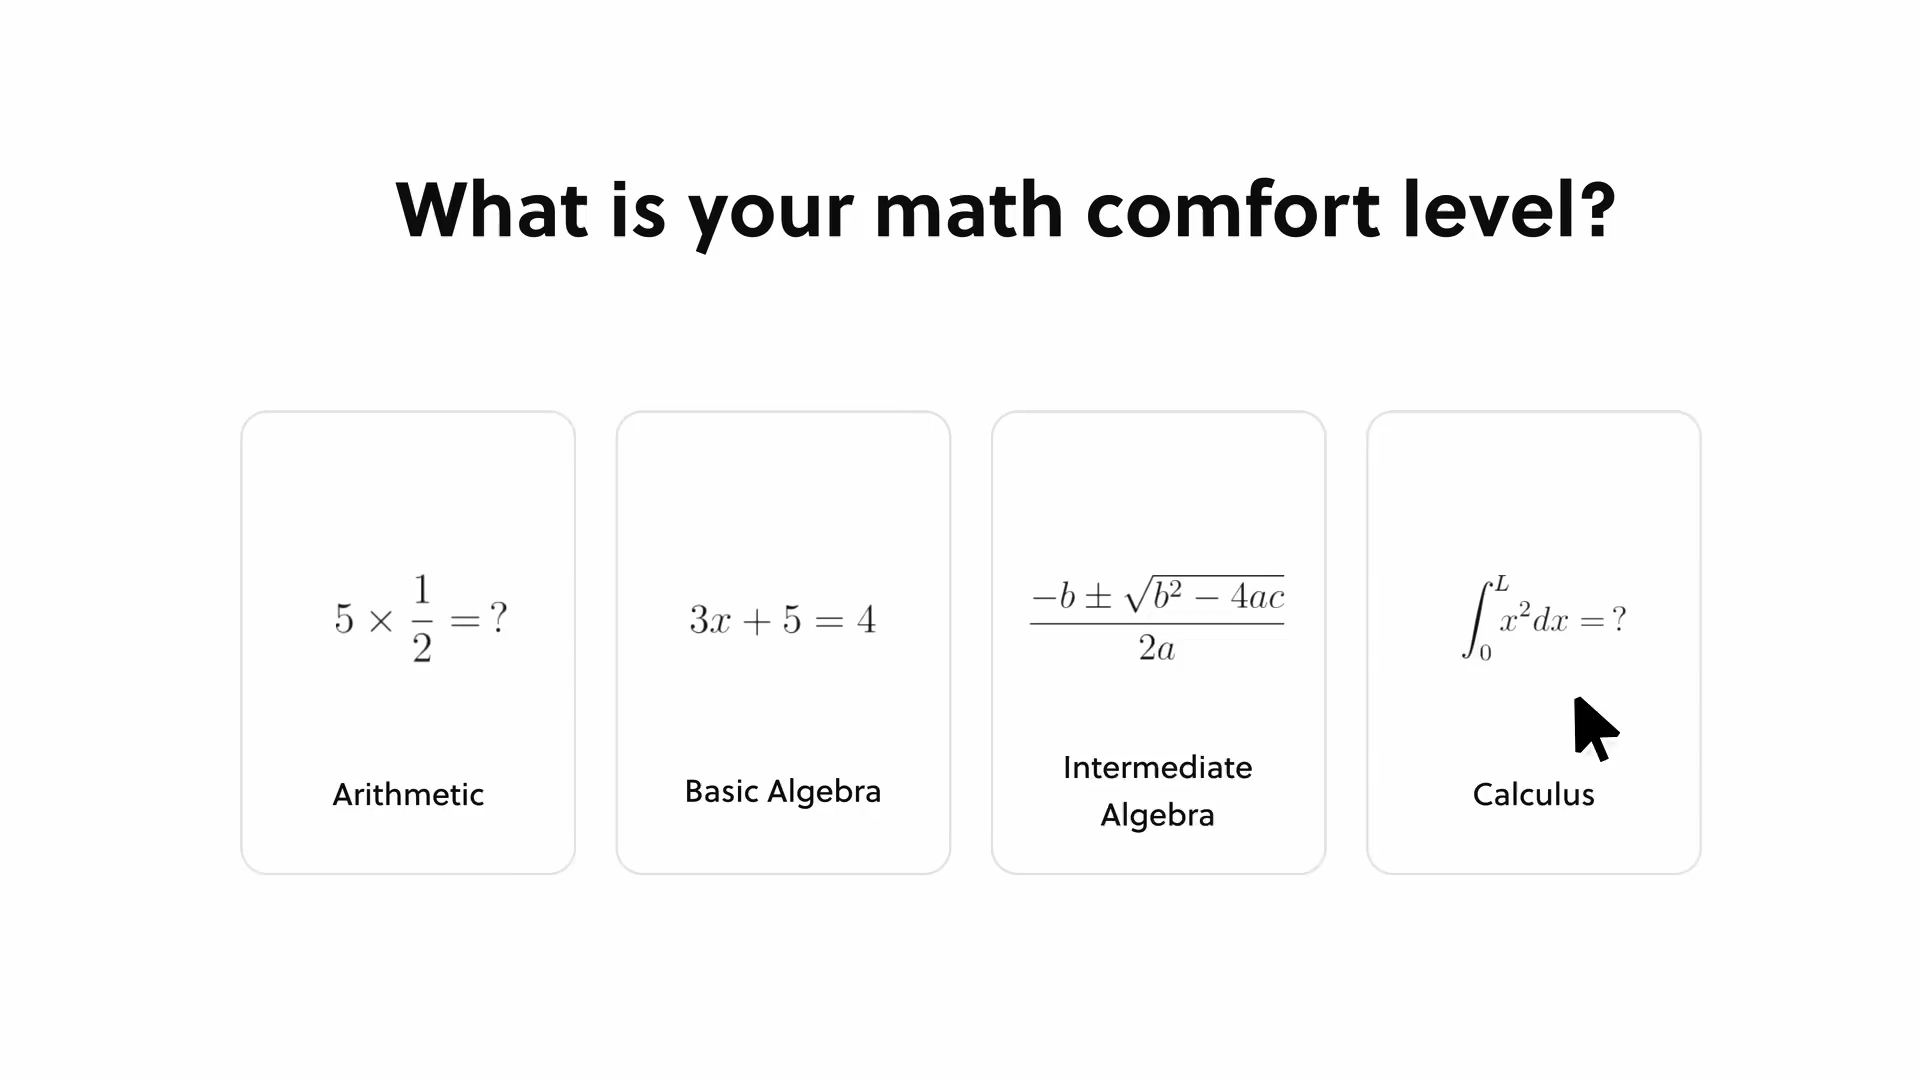 What is your math comfort level?
5 × 1/2 = ?
Arithmetic
3x + 5 = 4
Basic Algebra
(−b ± √(b² − 4ac))/(2a)
Intermediate
Algebra
∫₀ᴸ x²dx = ?
Calculus